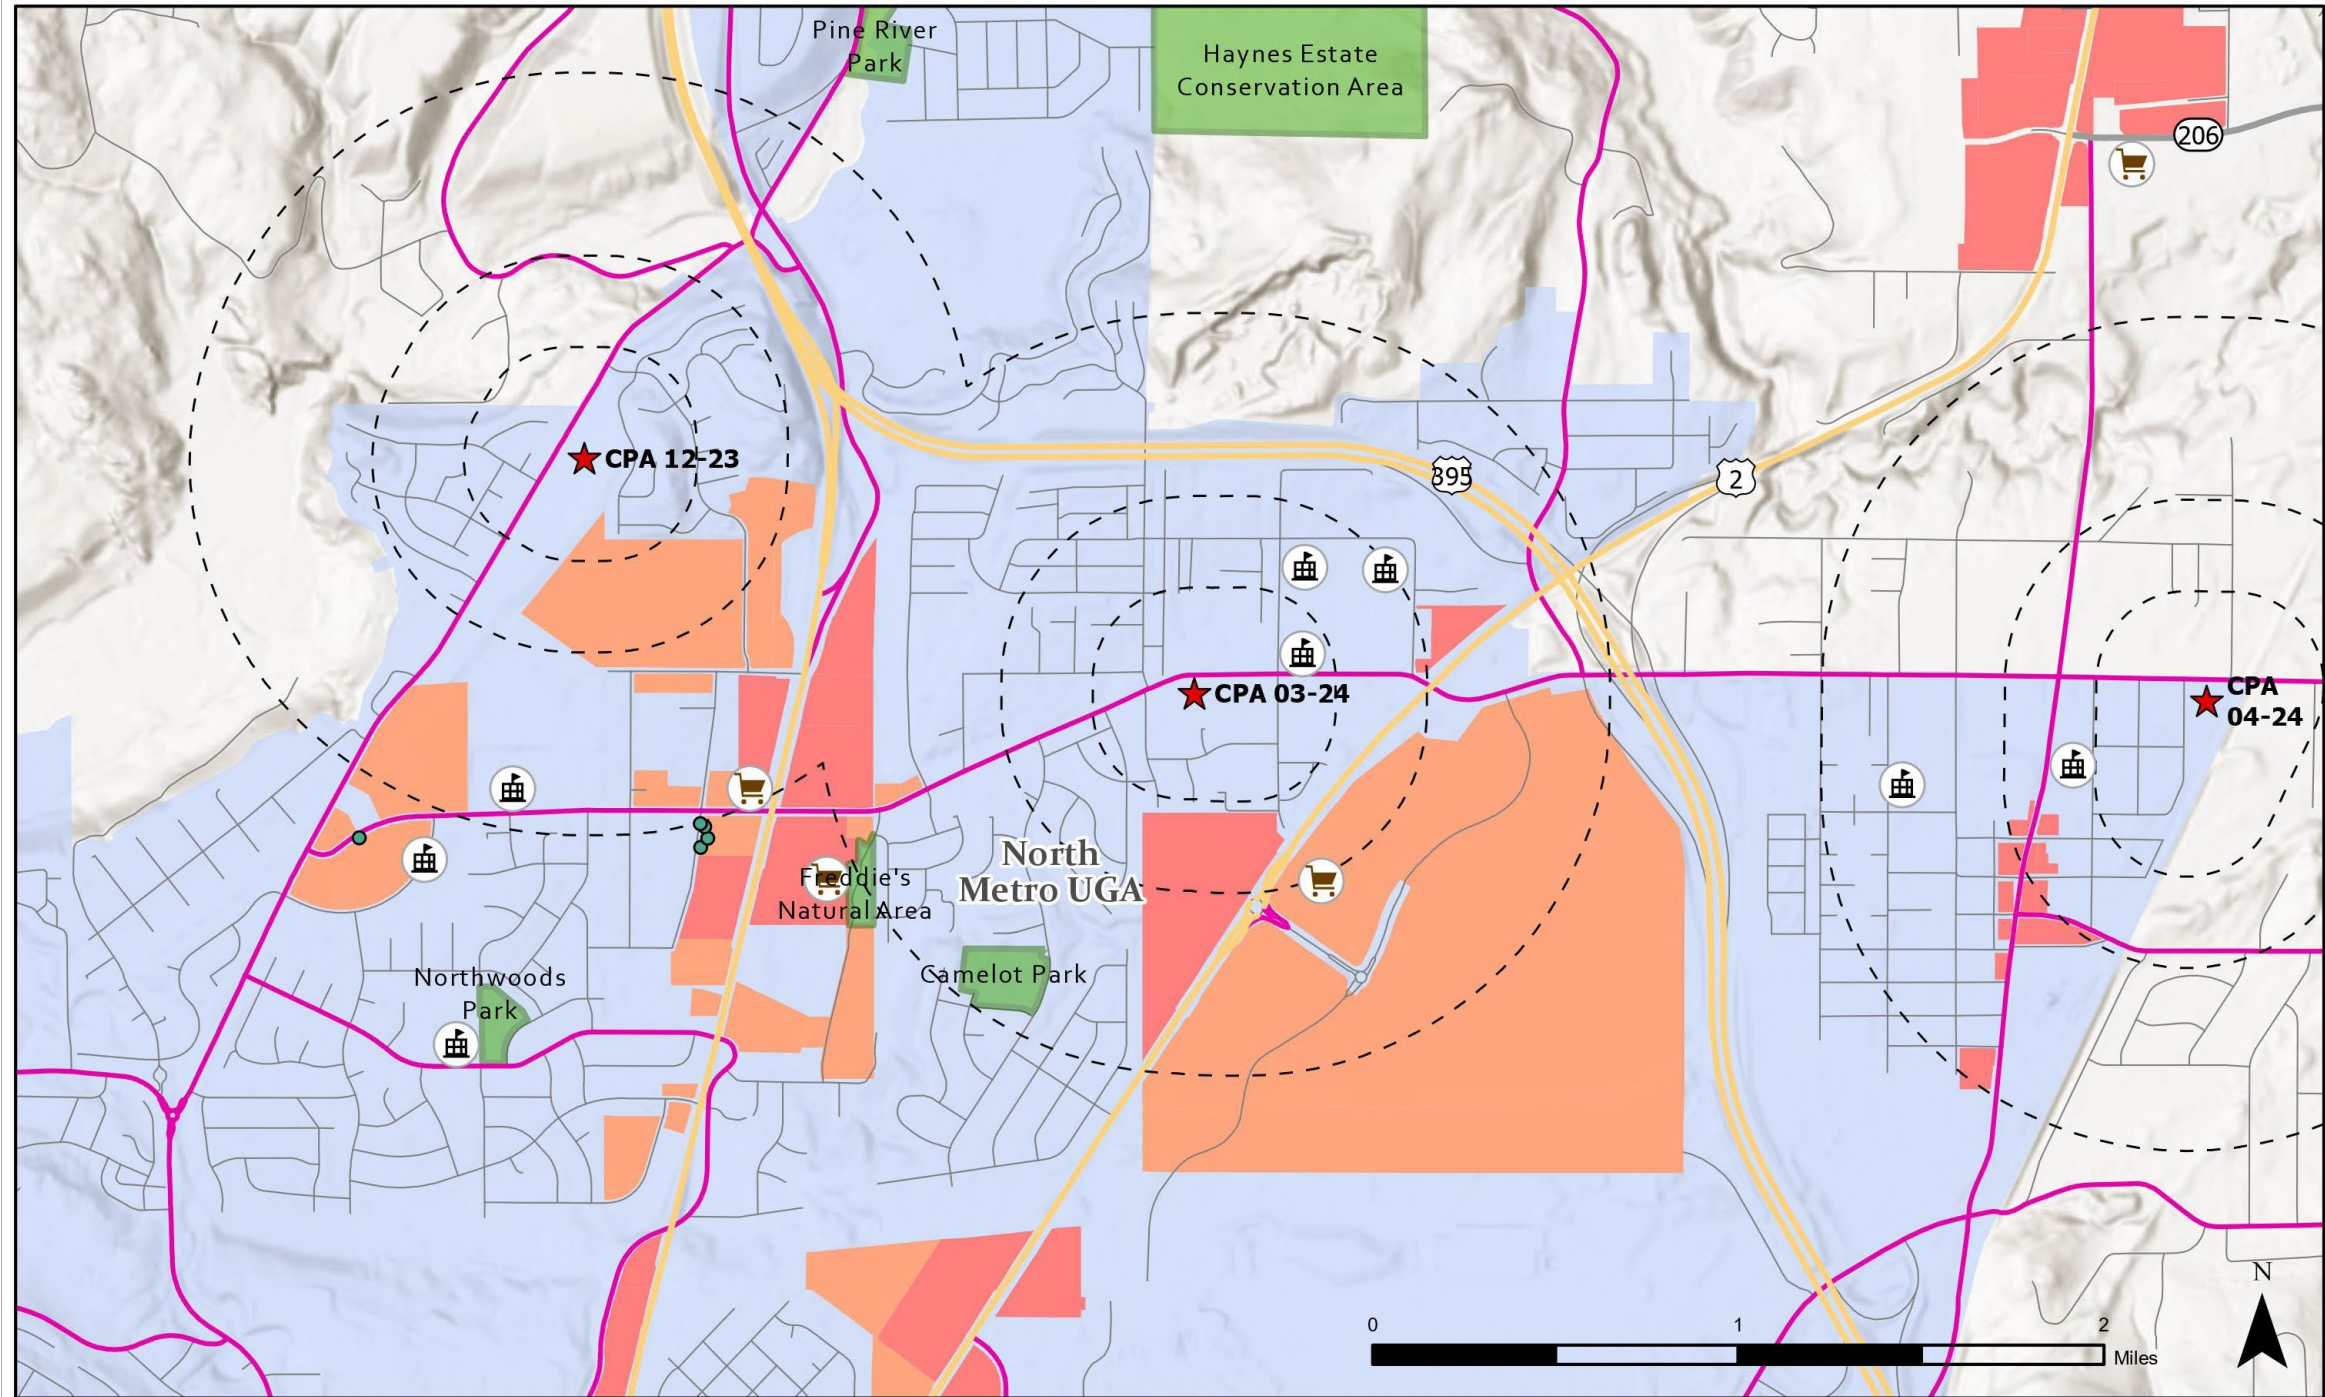 Pine River
Park
Haynes Estate
Conservation Area
206
CPA 12-23
395
2
CPA 03-24
CPA
04-24
North
Metro UGA
Freddie's
Natural Area
Camelot Park
Northwoods
Park
N
0
1
2
Miles